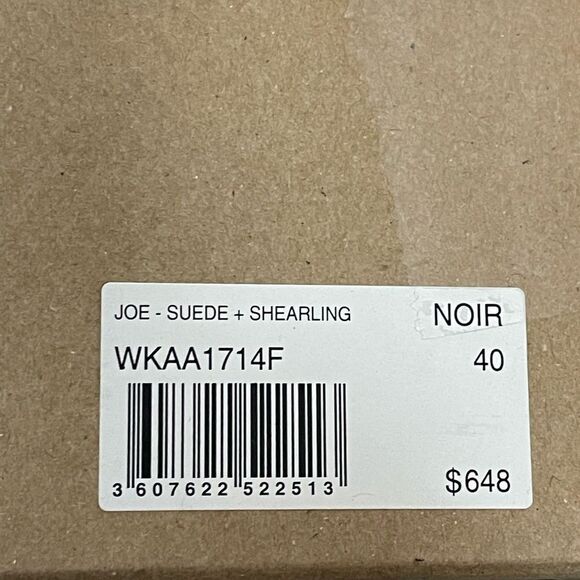 JOE - SUEDE + SHEARLING NOIR
WKAA1714F 40
3 607622 522513 $648